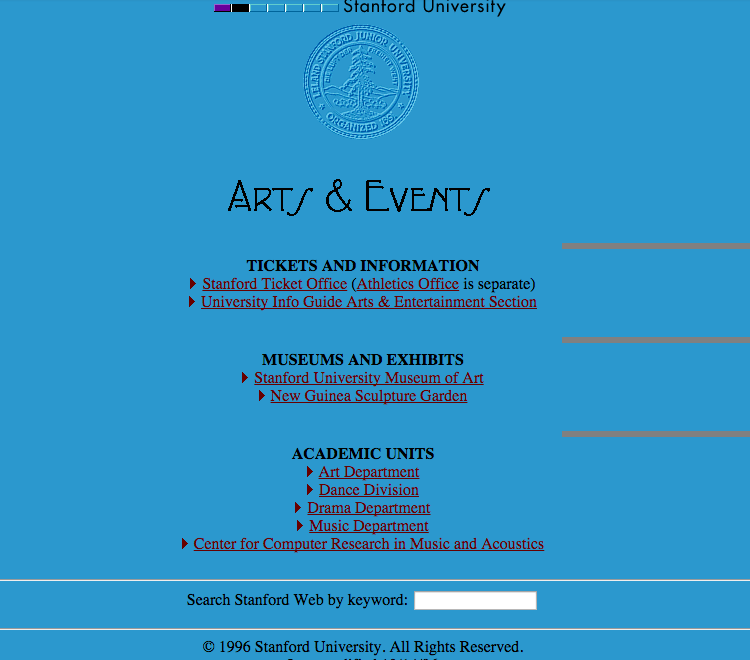 Stanford University
LELAND STANFORD JUNIOR UNIVERSITY
ORGANIZED 1891
ARTS & EVENTS
TICKETS AND INFORMATION
Stanford Ticket Office (Athletics Office is separate)
University Info Guide Arts & Entertainment Section
MUSEUMS AND EXHIBITS
Stanford University Museum of Art
New Guinea Sculpture Garden
ACADEMIC UNITS
Art Department
Dance Division
Drama Department
Music Department
Center for Computer Research in Music and Acoustics
Search Stanford Web by keyword:
© 1996 Stanford University. All Rights Reserved.